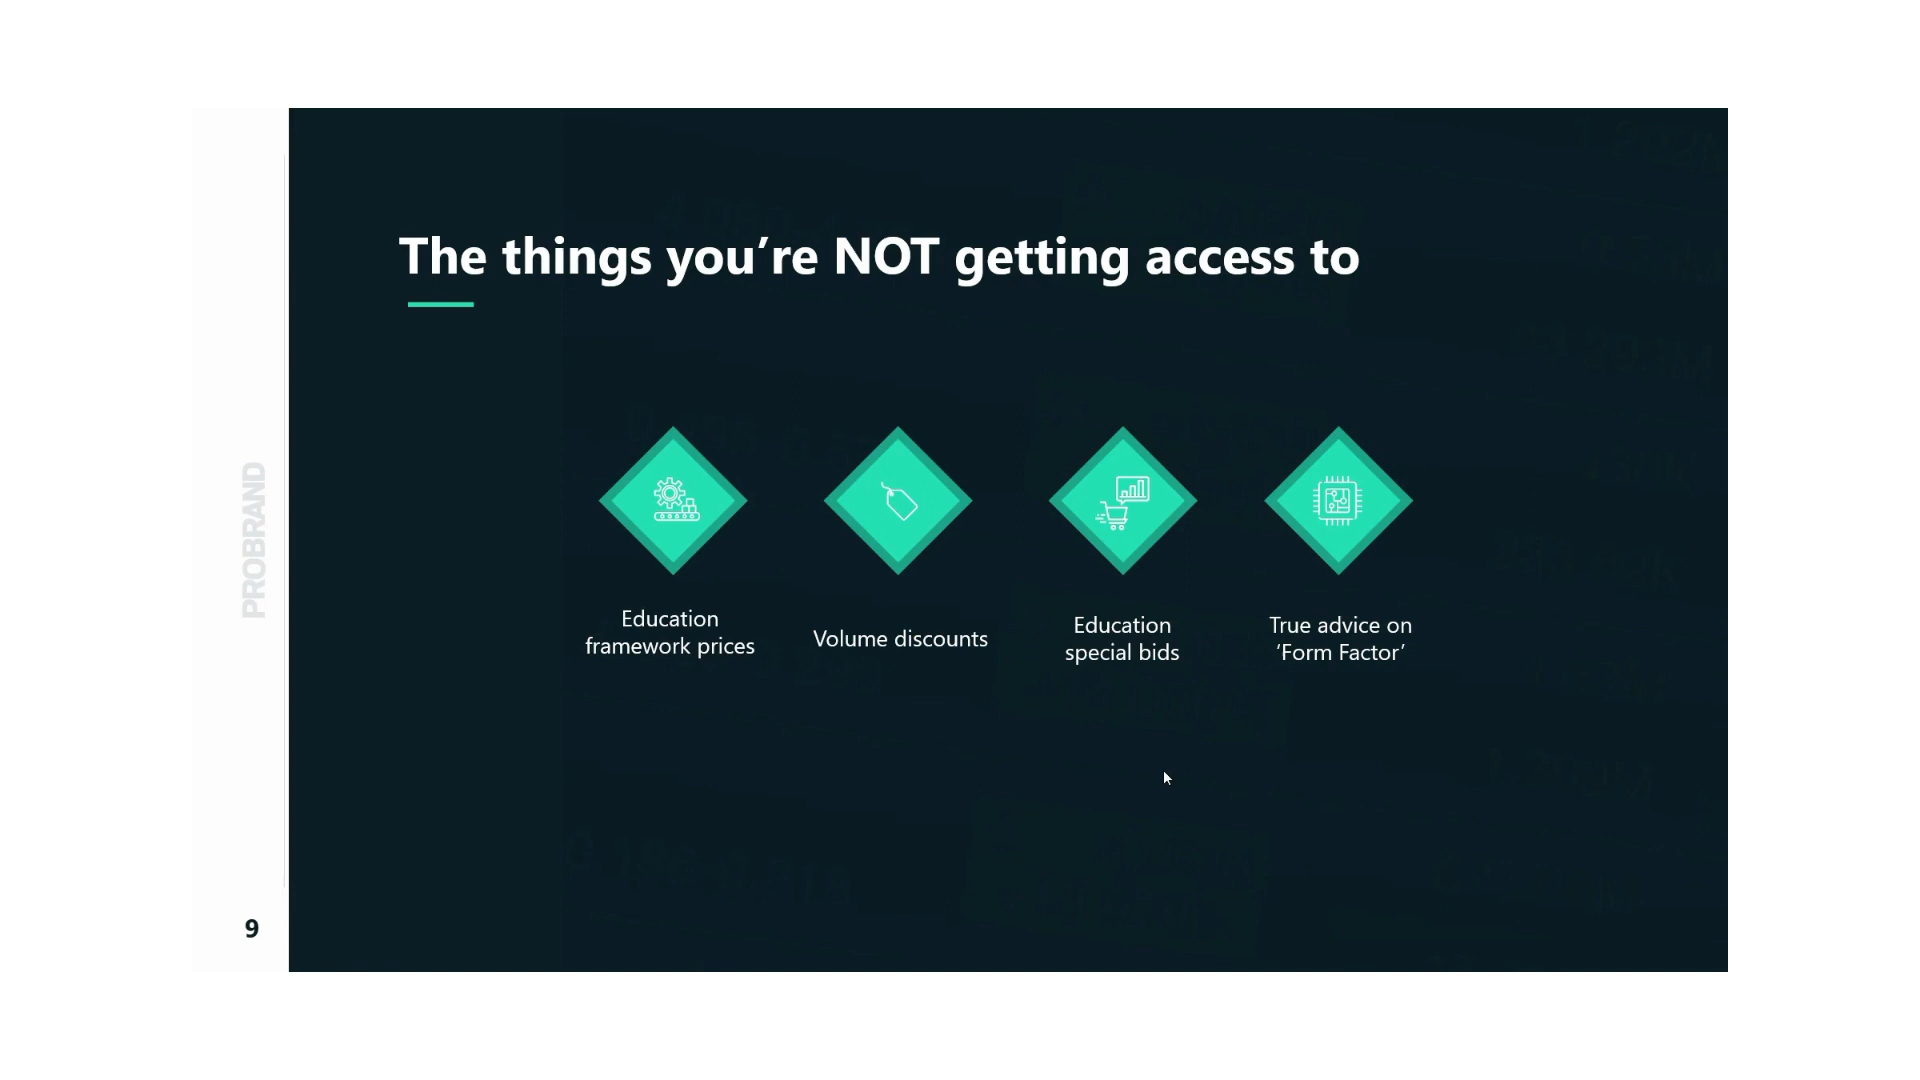 The things you’re NOT getting access to
Education
framework prices
Volume discounts
Education
special bids
True advice on
‘Form Factor’
PROBRAND
9